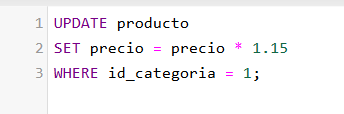 1 UPDATE producto
2 SET precio = precio * 1.15
3 WHERE id_categoria = 1;